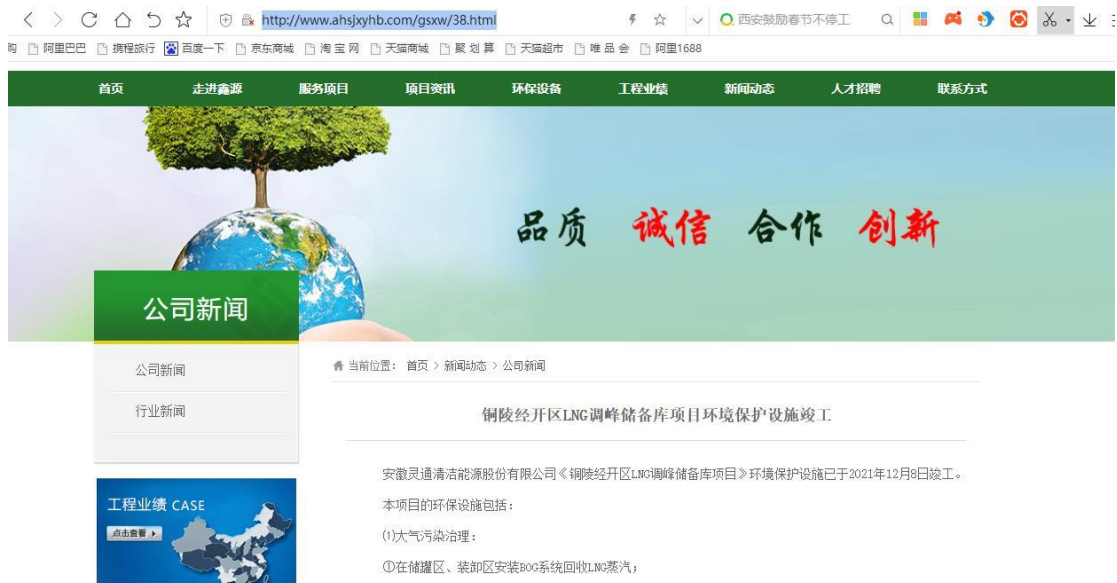 http://www.ahsjxyhb.com/gsxw/38.html
西安鼓励春节不停工
购 阿里巴巴 携程旅行 百度一下 京东商城 淘宝网 天猫商城 聚划算 天猫超市 唯品会 阿里1688
首页 走进鑫源 服务项目 项目资讯 环保设备 工程业绩 新闻动态 人才招聘 联系方式
品质 诚信 合作 创新
公司新闻
公司新闻
行业新闻
当前位置: 首页 > 新闻动态 > 公司新闻
铜陵经开区LNG调峰储备库项目环境保护设施竣工
安徽灵通清洁能源股份有限公司《铜陵经开区LNG调峰储备库项目》环境保护设施已于2021年12月8日竣工。
本项目的环保设施包括:
(1)大气污染治理:
①在储罐区、装卸区安装BOG系统回收LNG蒸汽;
工程业绩 CASE
点击查看